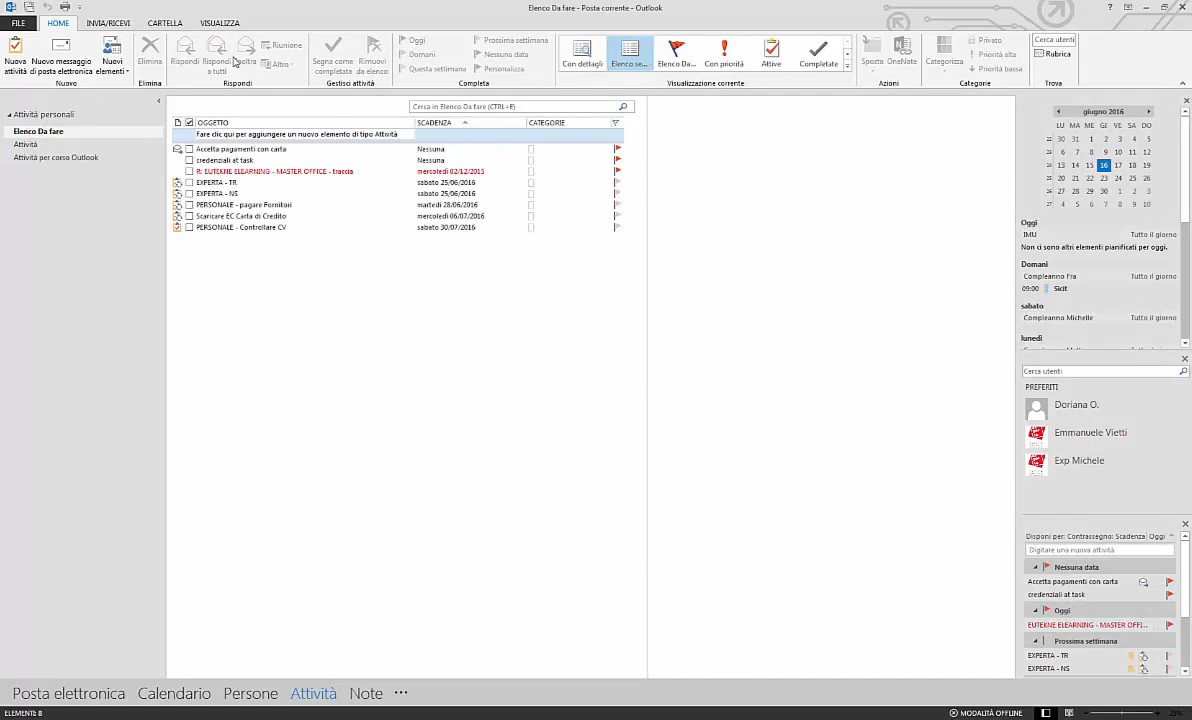 Elenco Da fare - Posta corrente - Outlook
FILE
HOME
INVIA/RICEVI
CARTELLA
VISUALIZZA
Nuova attività
Nuovo messaggio di posta elettronica
Nuovi elementi
Nuovo
Elimina
Elimina
Rispondi
Rispondi a tutti
Inoltra
Riunione
Altro
Rispondi
Segna come completata
Rimuovi da elenco
Gestisci attività
Oggi
Domani
Questa settimana
Prossima settimana
Nessuna data
Personalizza
Completa
Con dettagli
Elenco se...
Elenco Da...
Con priorità
Attive
Completate
Visualizzazione corrente
Sposta
OneNote
Azioni
Categorizza
Privato
Priorità alta
Priorità bassa
Categorie
Cerca utenti
Rubrica
Trova
Attività personali
Elenco Da fare
Attività
Attività per corso Outlook
Cerca in Elenco Da fare (CTRL+E)
OGGETTO SCADENZA CATEGORIE
Fare clic qui per aggiungere un nuovo elemento di tipo Attività
Accetta pagamenti con carta Nessuna
credenziali at task Nessuna
R: EUTEKNE ELEARNING - MASTER OFFICE - traccia mercoledì 02/12/2015
EXPERTA - TR sabato 25/06/2016
EXPERTA - NS sabato 25/06/2016
PERSONALE - pagare Fornitori martedì 28/06/2016
Scaricare EC Carta di Credito mercoledì 06/07/2016
PERSONALE - Controllare CV sabato 30/07/2016
giugno 2016
LU MA ME GI VE SA DO
22 30 31 1 2 3 4 5
23 6 7 8 9 10 11 12
24 13 14 15 16 17 18 19
25 20 21 22 23 24 25 26
26 27 28 29 30 1 2 3
27 4 5 6 7 8 9 10
Oggi
IMU Tutto il giorno
Non ci sono altri elementi pianificati per oggi.
Domani
Compleanno Fra Tutto il giorno
09:00 Sicit
sabato
Compleanno Michelle Tutto il giorno
lunedì
Cerca utenti
PREFERITI
Doriana O.
Emmanuele Vietti
Exp Michele
Disponi per: Contrassegno: Scadenza Oggi
Digitare una nuova attività
Nessuna data
Accetta pagamenti con carta
credenziali at task
Oggi
EUTEKNE ELEARNING - MASTER OFFI...
Prossima settimana
EXPERTA - TR
EXPERTA - NS
Posta elettronica Calendario Persone Attività Note ...
ELEMENTI: 8
MODALITÀ OFFLINE